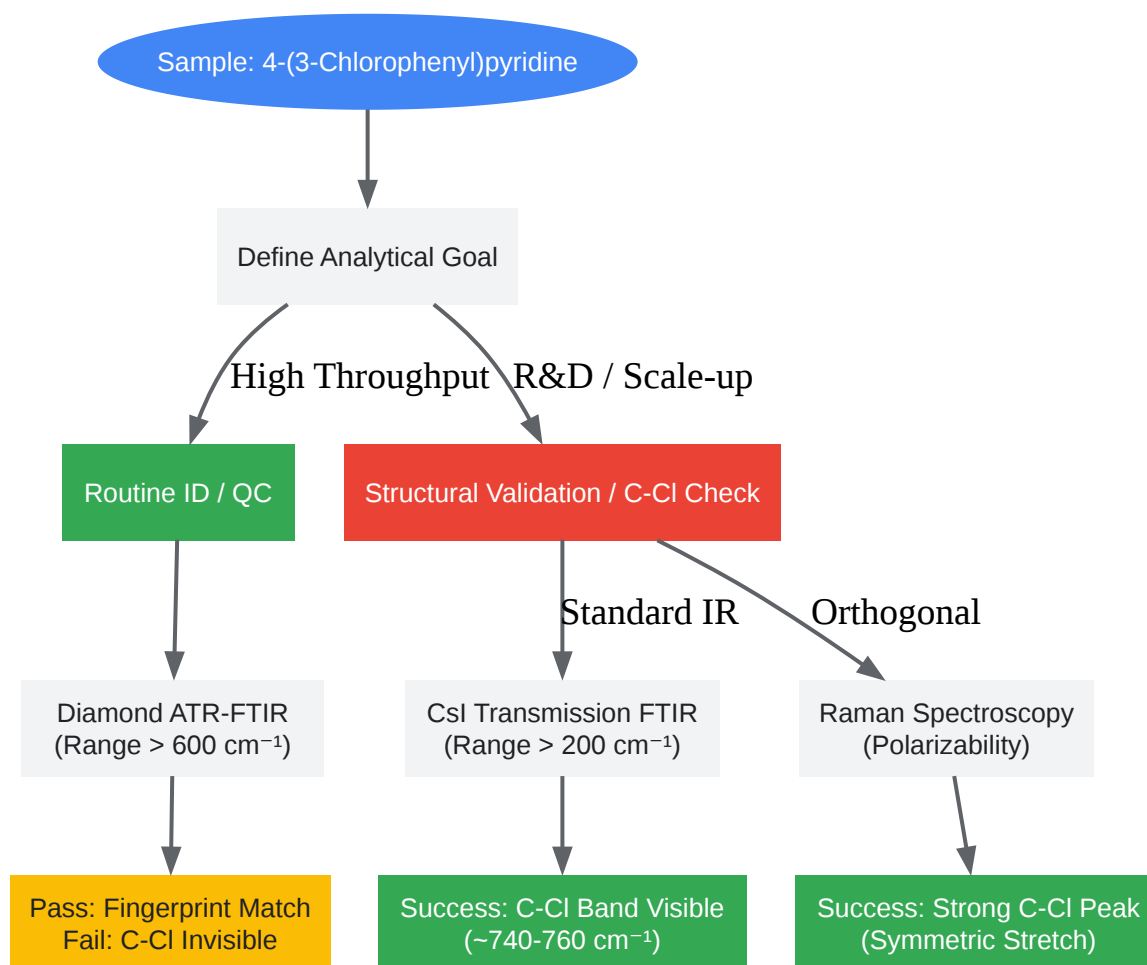 Sample: 4-(3-Chlorophenyl)pyridine
Define Analytical Goal
High Throughput
R&D / Scale-up
Routine ID / QC
Structural Validation / C-Cl Check
Standard IR
Orthogonal
Diamond ATR-FTIR
(Range > 600 cm⁻¹)
CsI Transmission FTIR
(Range > 200 cm⁻¹)
Raman Spectroscopy
(Polarizability)
Pass: Fingerprint Match
Fail: C-Cl Invisible
Success: C-Cl Band Visible
(~740-760 cm⁻¹)
Success: Strong C-Cl Peak
(Symmetric Stretch)